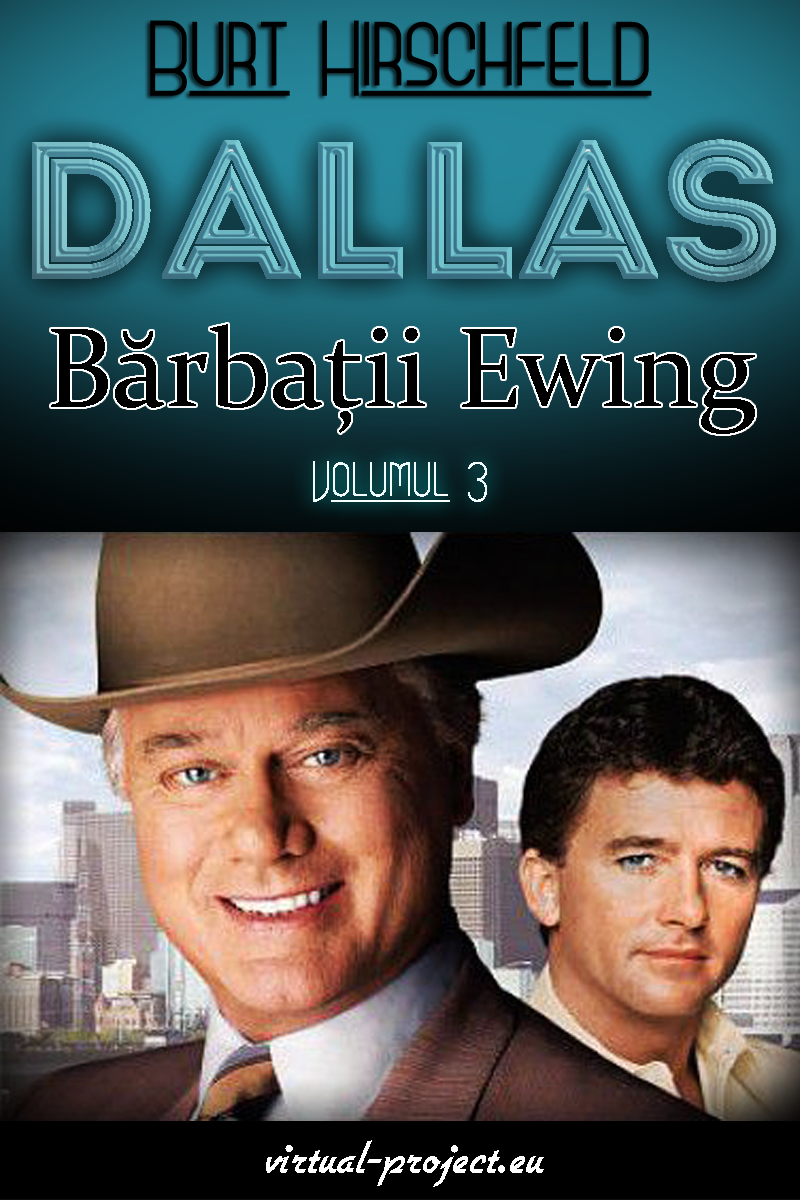 BURT HIRSCHFELD
DALLAS
Bărbații Ewing
VOLUMUL 3
virtual-project.eu